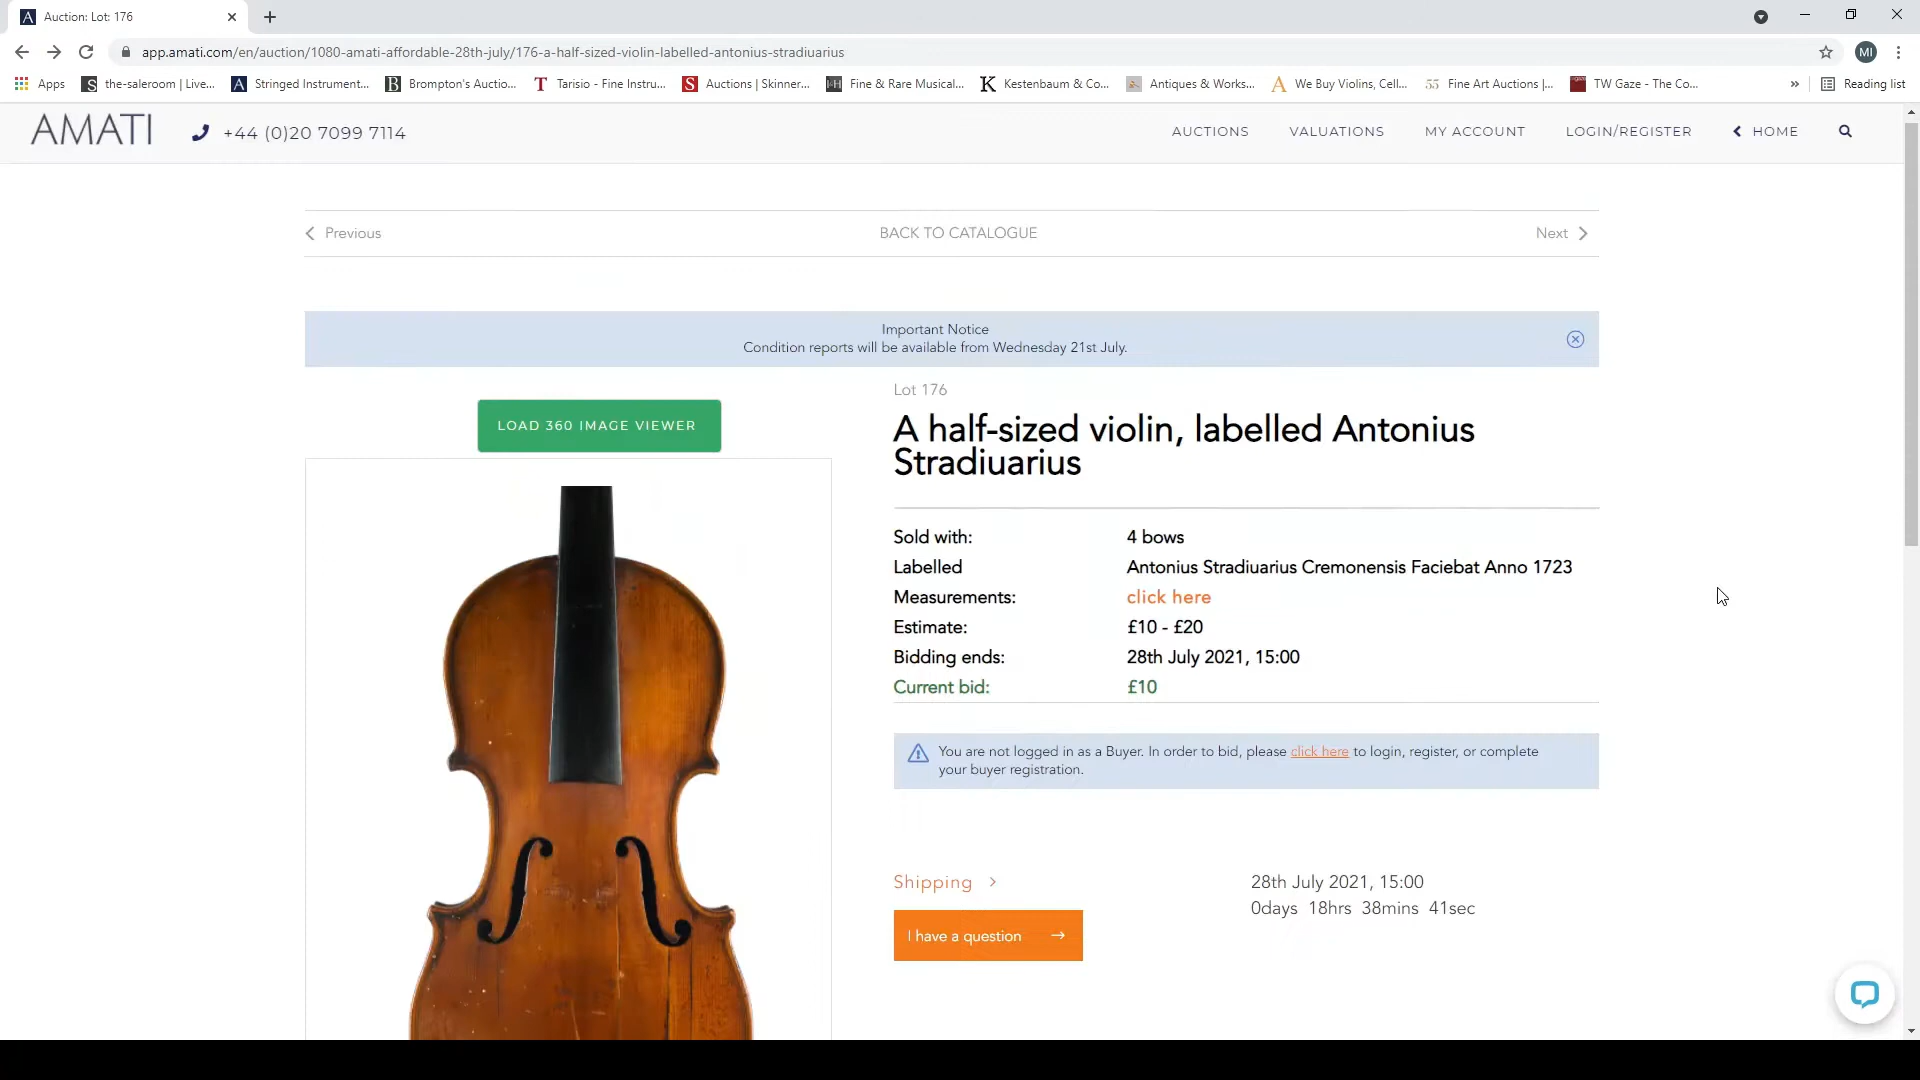 Auction: Lot: 176
app.amati.com/en/auction/1080-amati-affordable-28th-july/176-a-half-sized-violin-labelled-antonius-stradiuarius
MI
Apps
the-saleroom | Live...
Stringed Instrument...
Brompton's Auctio...
Tarisio - Fine Instru...
Auctions | Skinner...
Fine & Rare Musical...
Kestenbaum & Co...
Antiques & Works...
We Buy Violins, Cell...
Fine Art Auctions |...
TW Gaze - The Co...
»
Reading list
AMATI
+44 (0)20 7099 7114
AUCTIONS
VALUATIONS
MY ACCOUNT
LOGIN/REGISTER
HOME
Previous
BACK TO CATALOGUE
Next
Important Notice
Condition reports will be available from Wednesday 21st July.
LOAD 360 IMAGE VIEWER
Lot 176
A half-sized violin, labelled Antonius
Stradiuarius
Sold with: 4 bows
Labelled Antonius Stradiuarius Cremonensis Faciebat Anno 1723
Measurements: click here
Estimate: £10 - £20
Bidding ends: 28th July 2021, 15:00
Current bid: £10
You are not logged in as a Buyer. In order to bid, please click here to login, register, or complete
your buyer registration.
Shipping >
28th July 2021, 15:00
0days 18hrs 38mins 41sec
I have a question →